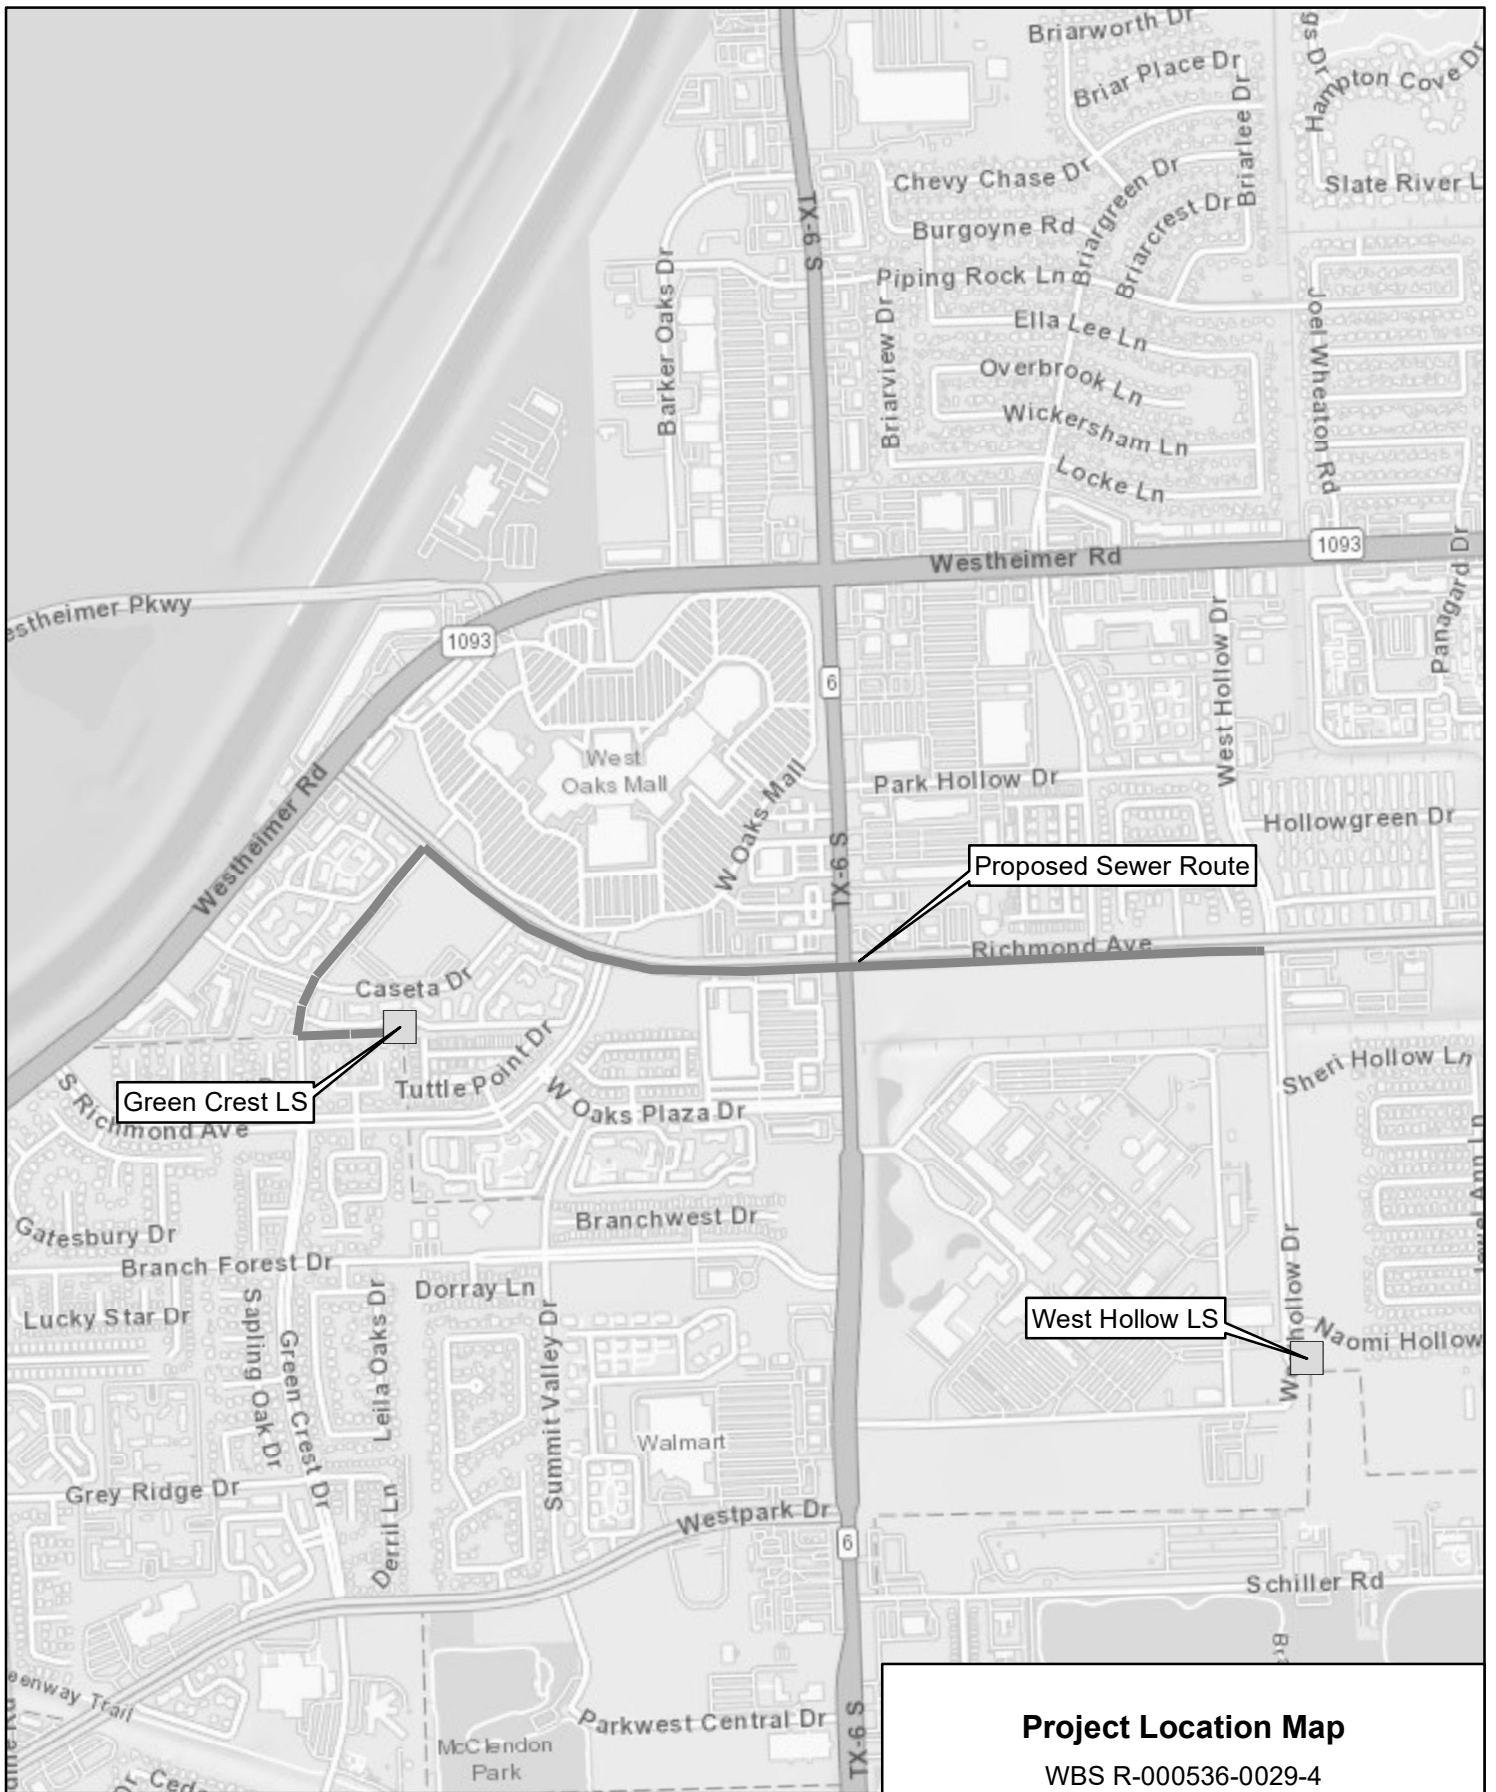 Briarworth Dr
Briar Place Dr
Hampton Cove Dr
Briarlee Dr
Chevy Chase Dr
Briargreen Dr
Slate River L
TX-6 S
Burgoyne Rd
Briarcrest Dr
Barker Oaks Dr
Piping Rock Ln
Briarview Dr
Ella Lee Ln
Joel Wheaton Rd
Overbrook Ln
Wickersham Ln
Locke Ln
Westheimer Rd
1093
Panagard Dr
estheimer Pkwy
1093
6
West Hollow Dr
West
Oaks Mall
W Oaks Mall
Park Hollow Dr
Westheimer Rd
Hollowgreen Dr
TX-6 S
Proposed Sewer Route
Richmond Ave
Caseta Dr
Tuttle Point Dr
Sheri Hollow Ln
Green Crest LS
S Richmond Ave
W Oaks Plaza Dr
Branchwest Dr
Gatesbury Dr
Branch Forest Dr
Dorray Ln
Lucky Star Dr
Sapling Oak Dr
Green Crest Dr
Leila Oaks Dr
Summit Valley Dr
West Hollow LS
hollow Dr
Naomi Hollow
Walmart
Grey Ridge Dr
Derril Ln
Westpark Dr
6
Schiller Rd
eenway Trail
Parkwest Central Dr
TX-6 S
McClendon
Park
Project Location Map
WBS R-000536-0029-4